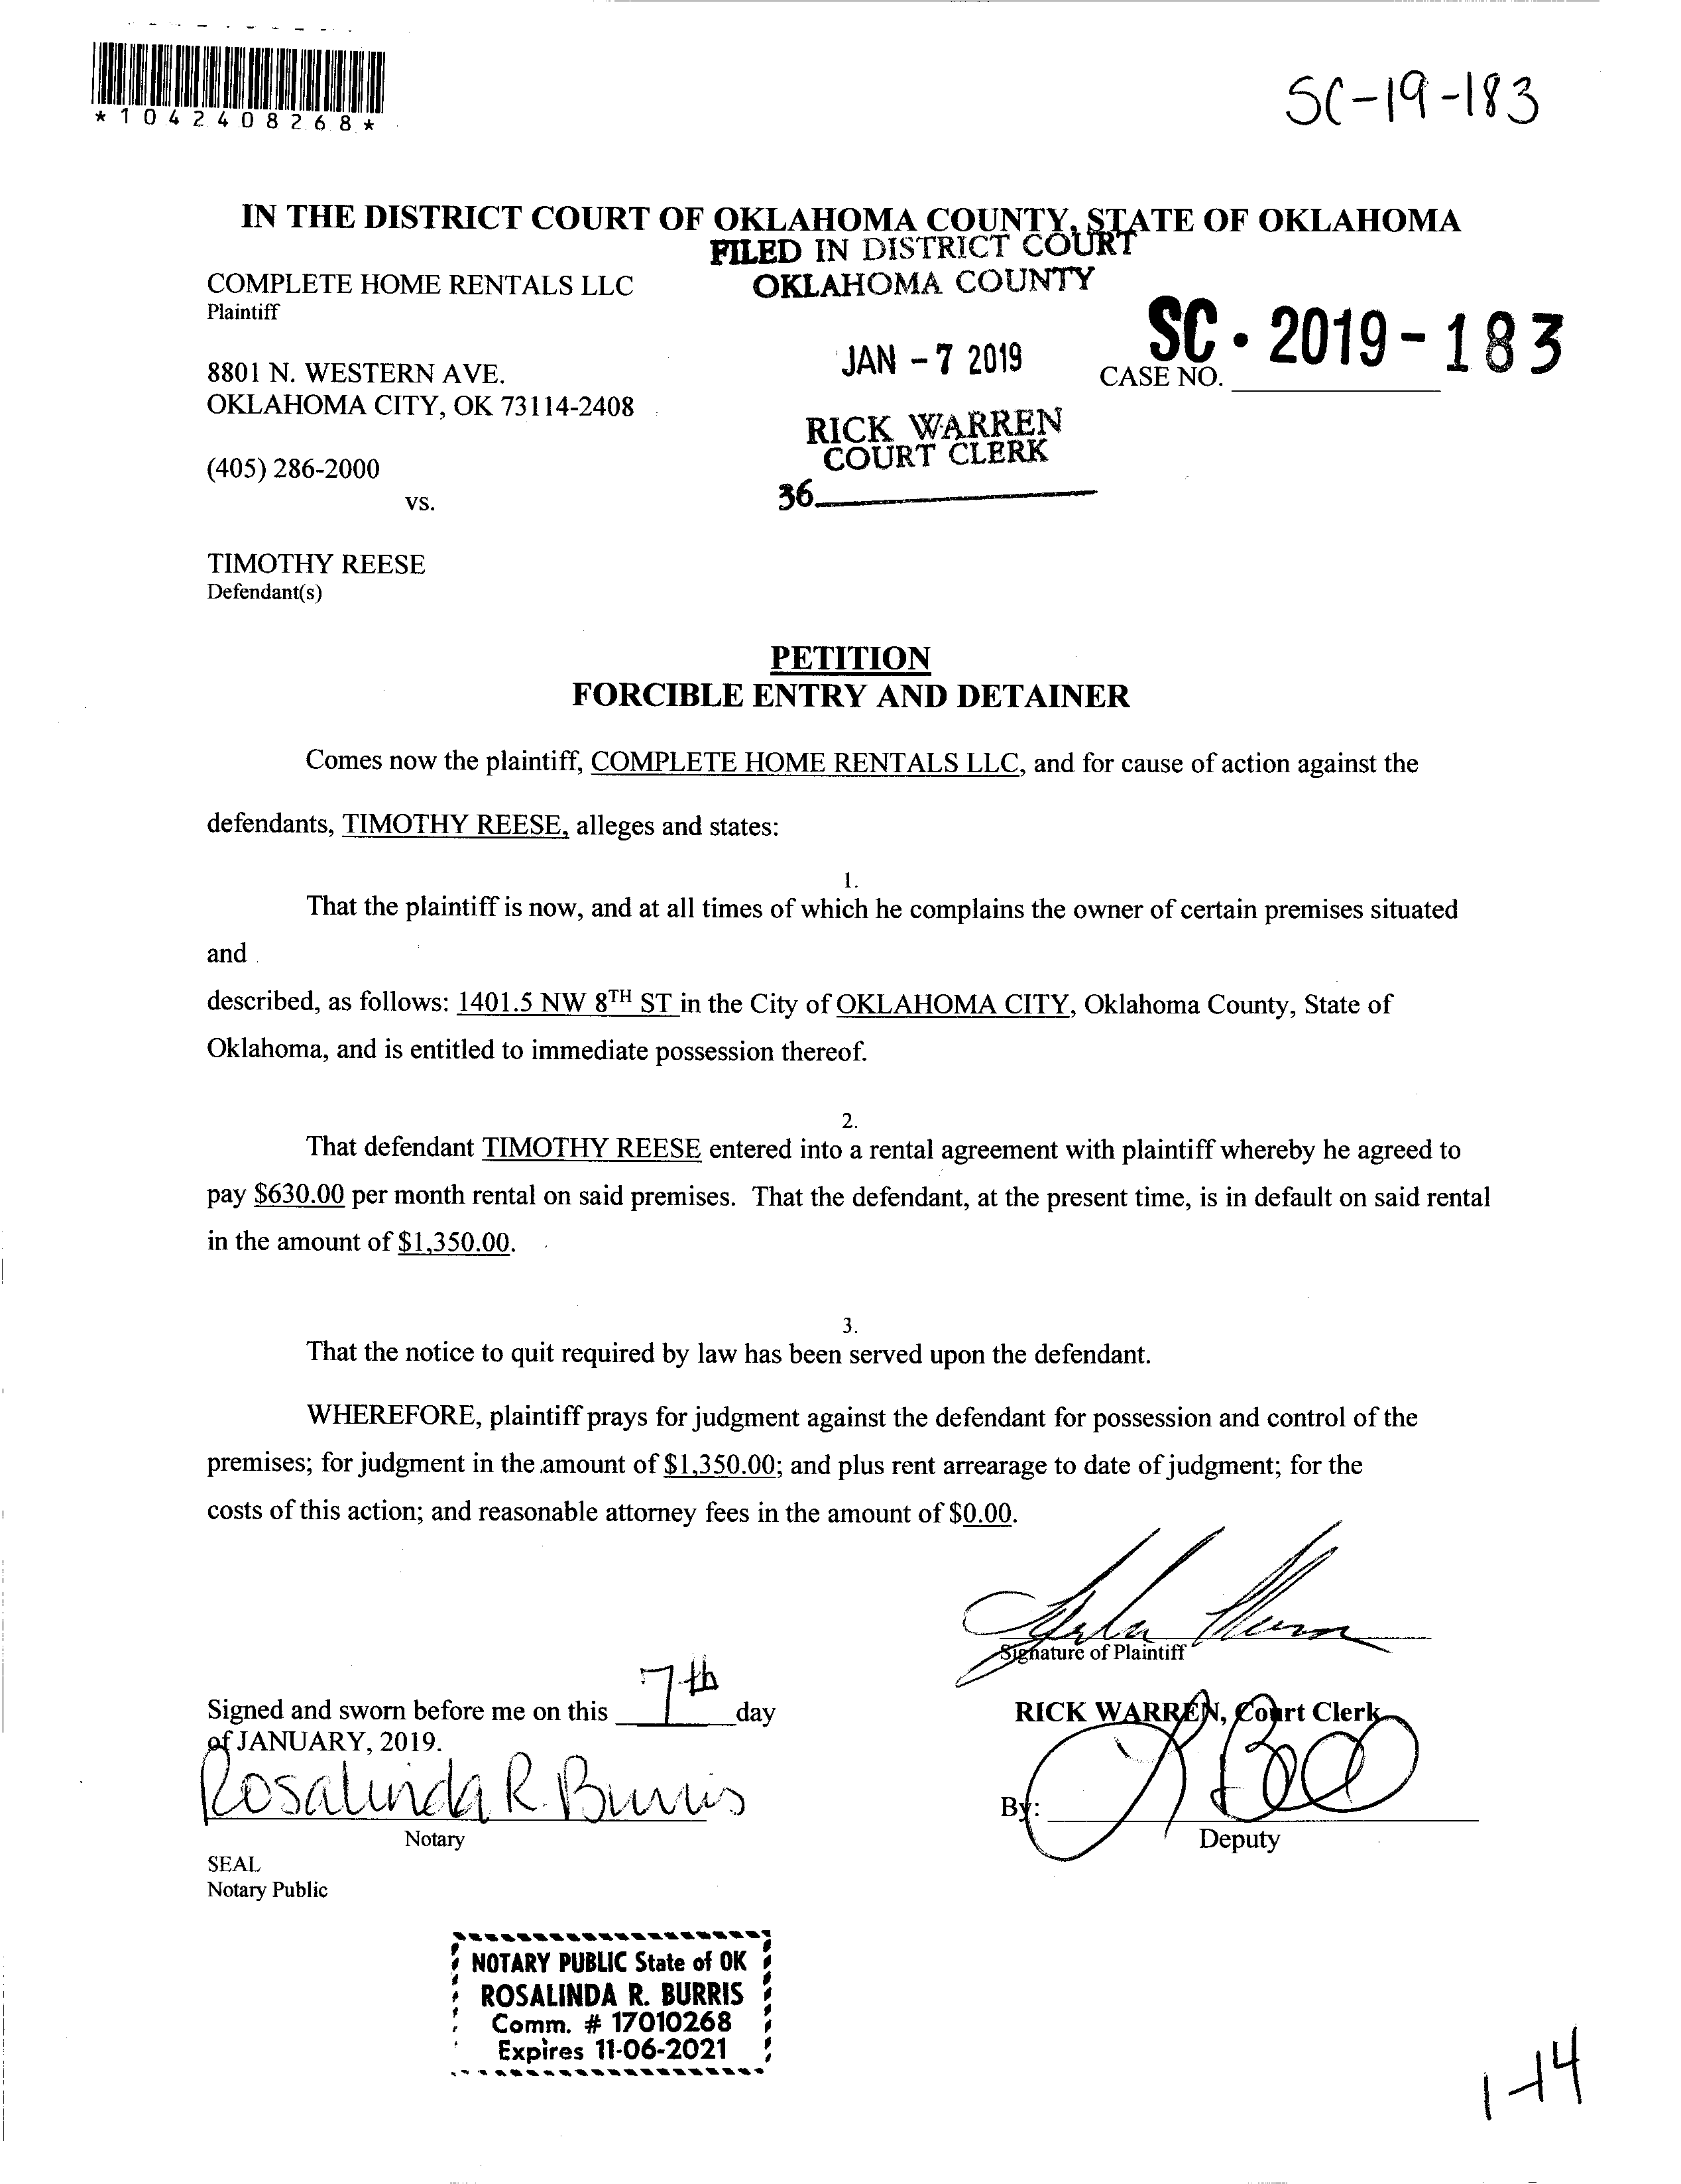 *1042408268*
SC-19-183
IN THE DISTRICT COURT OF OKLAHOMA COUNTY, STATE OF OKLAHOMA
FILED IN DISTRICT COURT
OKLAHOMA COUNTY
COMPLETE HOME RENTALS LLC
Plaintiff
SC • 2019 - 183
JAN - 7 2019
CASE NO.
8801 N. WESTERN AVE.
OKLAHOMA CITY, OK 73114-2408
RICK WARREN
COURT CLERK
(405) 286-2000
36
vs.
TIMOTHY REESE
Defendant(s)
PETITION
FORCIBLE ENTRY AND DETAINER
Comes now the plaintiff, COMPLETE HOME RENTALS LLC, and for cause of action against the
defendants, TIMOTHY REESE, alleges and states:
1.
That the plaintiff is now, and at all times of which he complains the owner of certain premises situated
and
described, as follows: 1401.5 NW 8TH ST in the City of OKLAHOMA CITY, Oklahoma County, State of
Oklahoma, and is entitled to immediate possession thereof.
2.
That defendant TIMOTHY REESE entered into a rental agreement with plaintiff whereby he agreed to
pay $630.00 per month rental on said premises. That the defendant, at the present time, is in default on said rental
in the amount of $1,350.00.
3.
That the notice to quit required by law has been served upon the defendant.
WHEREFORE, plaintiff prays for judgment against the defendant for possession and control of the
premises; for judgment in the amount of $1,350.00; and plus rent arrearage to date of judgment; for the
costs of this action; and reasonable attorney fees in the amount of $0.00.
Signature of Plaintiff
Signed and sworn before me on this 7th day
of JANUARY, 2019.
Rosalinda R. Burris
Notary
SEAL
Notary Public
RICK WARREN, Court Clerk
By:
Deputy
NOTARY PUBLIC State of OK
ROSALINDA R. BURRIS
Comm. # 17010268
Expires 11-06-2021
1-14